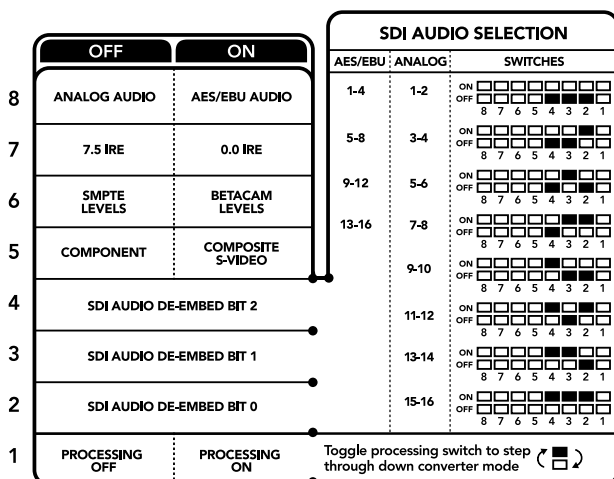 OFF ON
8 ANALOG AUDIO AES/EBU AUDIO
7 7.5 IRE 0.0 IRE
6 SMPTE LEVELS BETACAM LEVELS
5 COMPONENT COMPOSITE S-VIDEO
4 SDI AUDIO DE-EMBED BIT 2
3 SDI AUDIO DE-EMBED BIT 1
2 SDI AUDIO DE-EMBED BIT 0
1 PROCESSING OFF PROCESSING ON
SDI AUDIO SELECTION
AES/EBU ANALOG SWITCHES
1-4 1-2 ON
OFF
8 7 6 5 4 3 2 1
5-8 3-4 ON
OFF
8 7 6 5 4 3 2 1
9-12 5-6 ON
OFF
8 7 6 5 4 3 2 1
13-16 7-8 ON
OFF
8 7 6 5 4 3 2 1
9-10 ON
OFF
8 7 6 5 4 3 2 1
11-12 ON
OFF
8 7 6 5 4 3 2 1
13-14 ON
OFF
8 7 6 5 4 3 2 1
15-16 ON
OFF
8 7 6 5 4 3 2 1
Toggle processing switch to step
through down converter mode